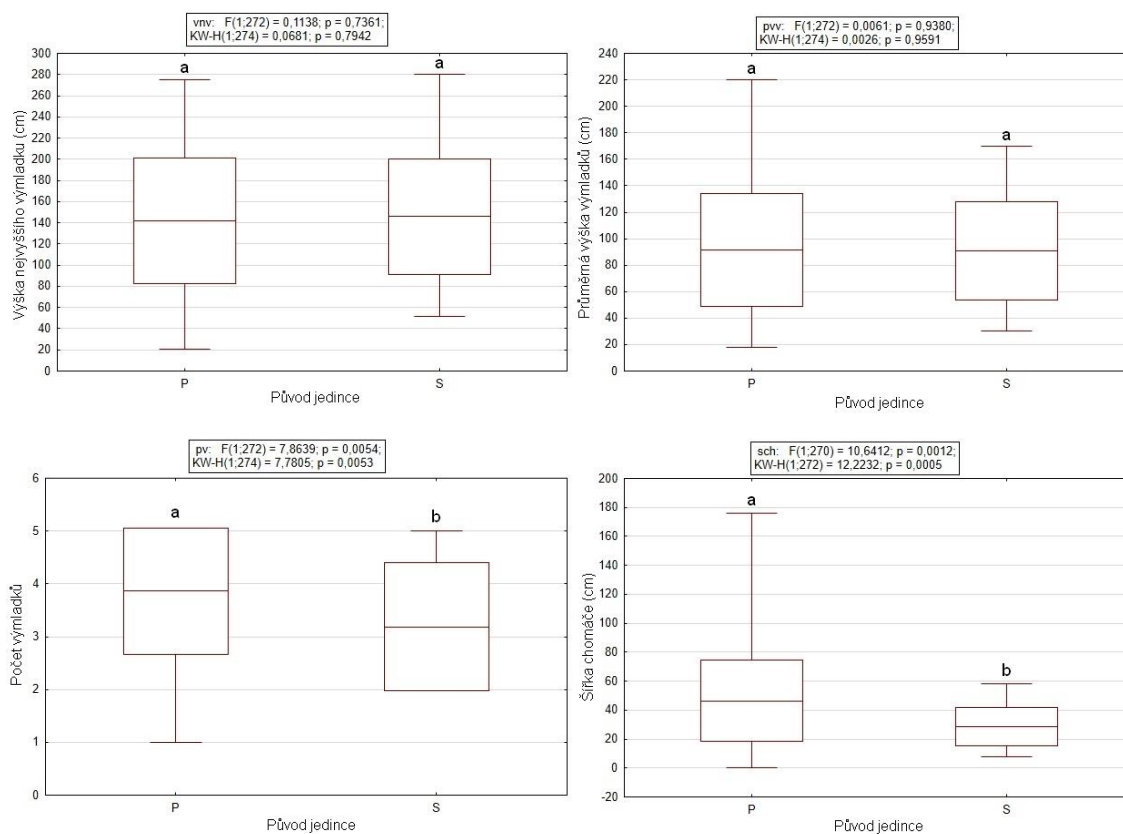 vnv: F(1;272) = 0,1138; p = 0,7361;
KW-H(1;274) = 0,0681; p = 0,7942
300
280
260
240
220
200
180
160
140
120
100
80
60
40
20
0
Výška nejvyššího výmladku (cm)
a
a
P
S
Původ jedince
pvv: F(1;272) = 0,0061; p = 0,9380;
KW-H(1;274) = 0,0026; p = 0,9591
240
220
200
180
160
140
120
100
80
60
40
20
0
Průměrná výška výmladků (cm)
a
a
P
S
Původ jedince
pv: F(1;272) = 7,8639; p = 0,0054;
KW-H(1;274) = 7,7805; p = 0,0053
6
5
4
3
2
1
0
Počet výmladků
a
b
P
S
Původ jedince
sch: F(1;270) = 10,6412; p = 0,0012;
KW-H(1;272) = 12,2232; p = 0,0005
200
180
160
140
120
100
80
60
40
20
0
-20
Šířka chomáče (cm)
a
b
P
S
Původ jedince